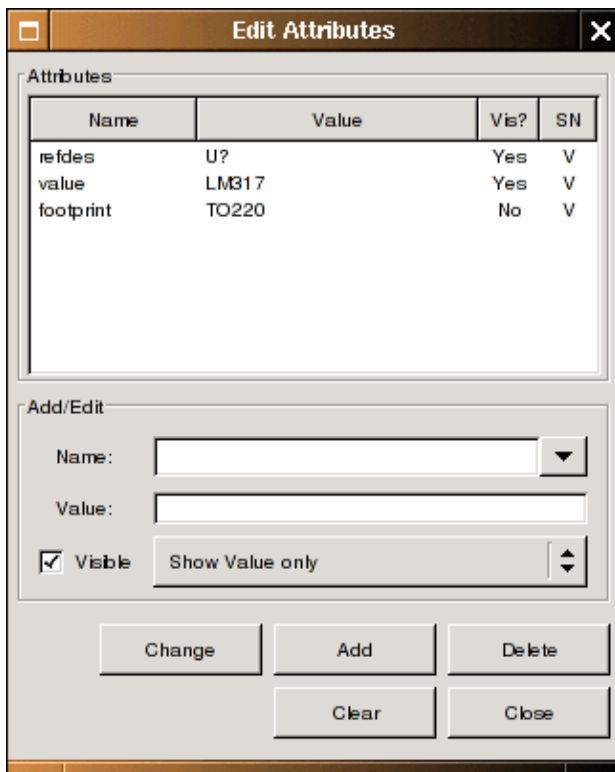 Edit Attributes
Attributes
Name Value Vis? SN
refdes U? Yes V
value LM317 Yes V
footprint TO220 No V
Add/Edit
Name:
Value:
Visible Show Value only
Change Add Delete
Clear Close